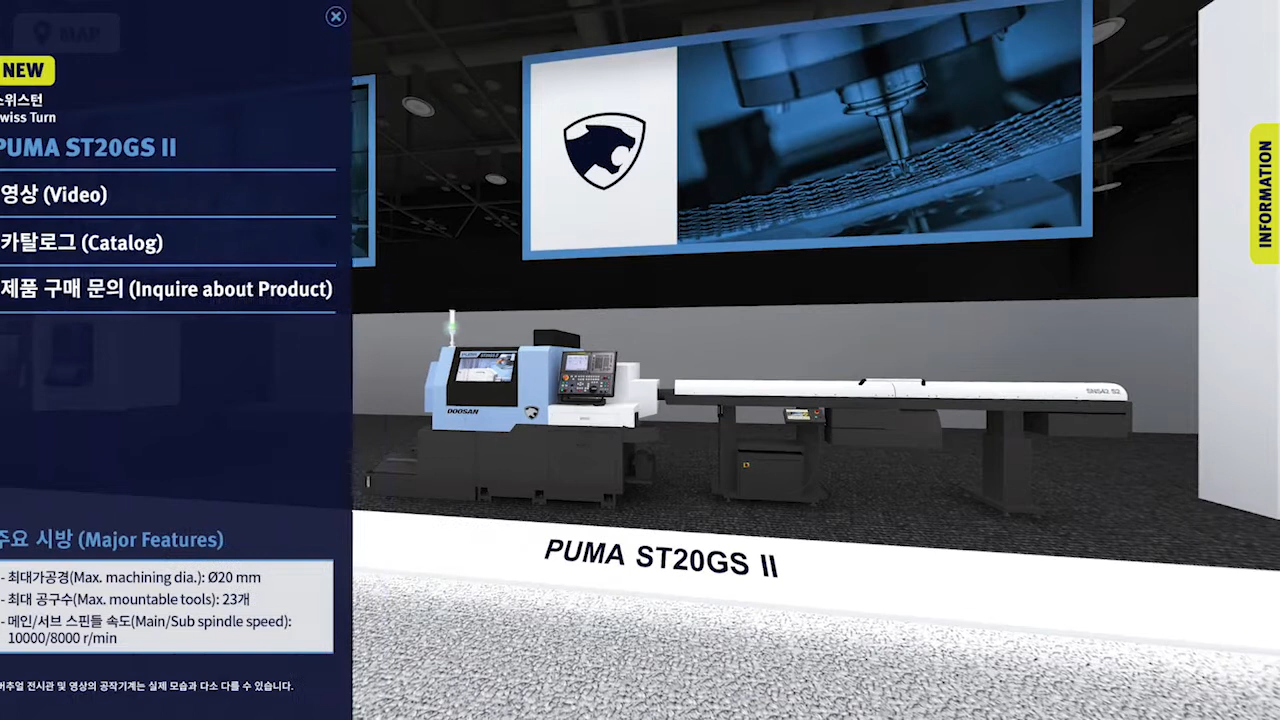 MAP
NEW
스위스턴
wiss Turn
PUMA ST20GS II
영상 (Video)
카탈로그 (Catalog)
제품 구매 문의 (Inquire about Product)
주요 시방 (Major Features)
- 최대가공경(Max. machining dia.): Ø20 mm
- 최대 공구수(Max. mountable tools): 23개
- 메인/서브 스핀들 속도(Main/Sub spindle speed):
10000/8000 r/min
버추얼 전시관 및 영상의 공작기계는 실제 모습과 다소 다를 수 있습니다.
INFORMATION
PUMA
DOOSAN
PUMA ST20GS II